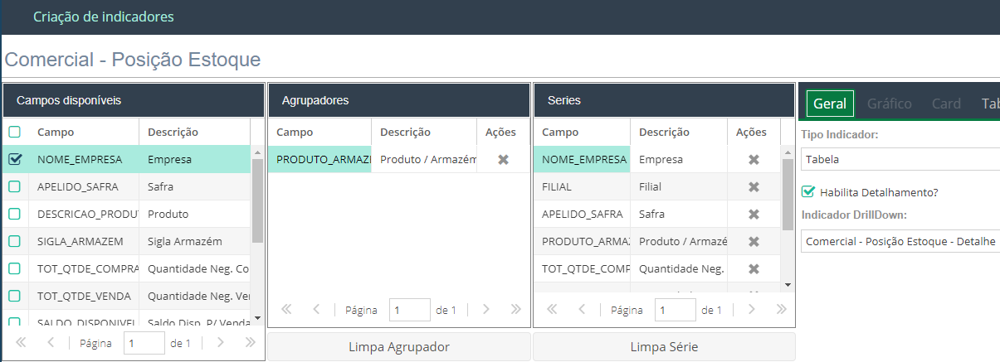 Criação de indicadores
Comercial - Posição Estoque
Campos disponíveis
Campo Descrição
NOME_EMPRESA Empresa
APELIDO_SAFRA Safra
DESCRICAO_PRODU Produto
SIGLA_ARMAZEM Sigla Armazém
TOT_QTDE_COMPRA Quantidade Neg. Co
TOT_QTDE_VENDA Quantidade Neg. Ve
SALDO_DISPONIVEL Saldo Disp. P/ Venda
Página 1 de 1
Agrupadores
Campo Descrição Ações
PRODUTO_ARMAZE Produto / Armazém
Página 1 de 1
Limpa Agrupador
Series
Campo Descrição Ações
NOME_EMPRESA Empresa
FILIAL Filial
APELIDO_SAFRA Safra
PRODUTO_ARMAZ Produto / Armazé
TOT_QTDE_COMP Quantidade Neg.
Página 1 de 1
Limpa Série
Geral Gráfico Card Tab
Tipo Indicador:
Tabela
Habilita Detalhamento?
Indicador DrillDown:
Comercial - Posição Estoque - Detalhe